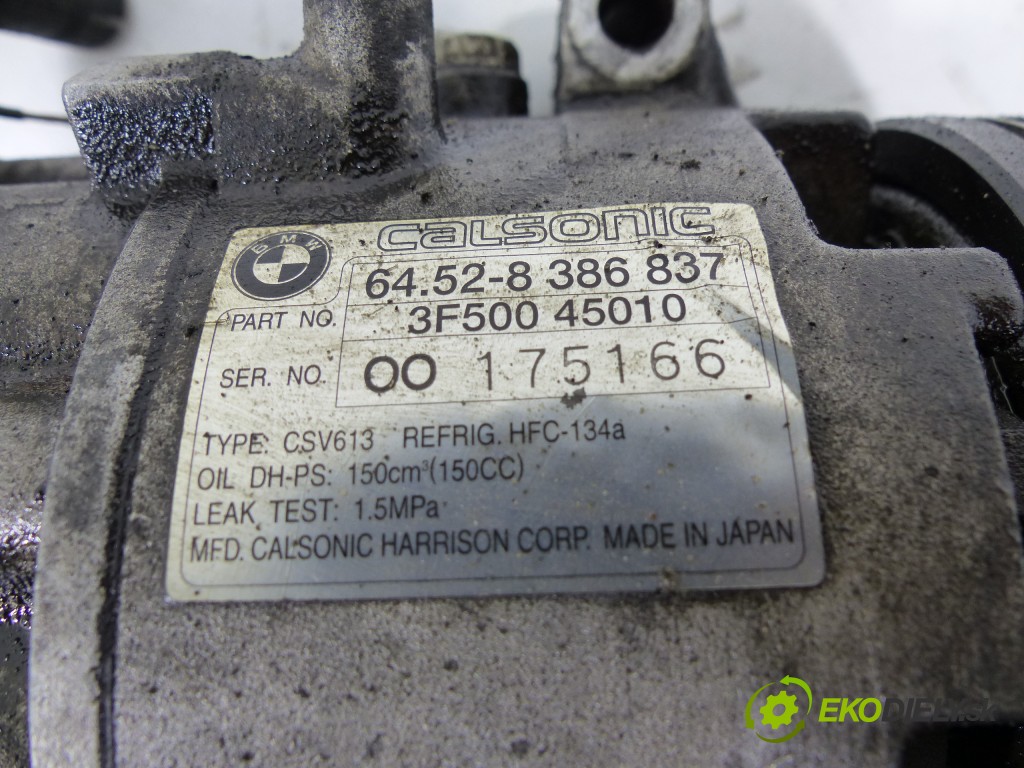 BMW
calsonic
64.52-8 386 837
PART NO. 3F500 45010
SER. NO. 00 175166
TYPE: CSV613 REFRIG. HFC-134a
OIL DH-PS: 150cm³(150CC)
LEAK TEST: 1.5MPa
MFD. CALSONIC HARRISON CORP. MADE IN JAPAN
EKODIELY.SK